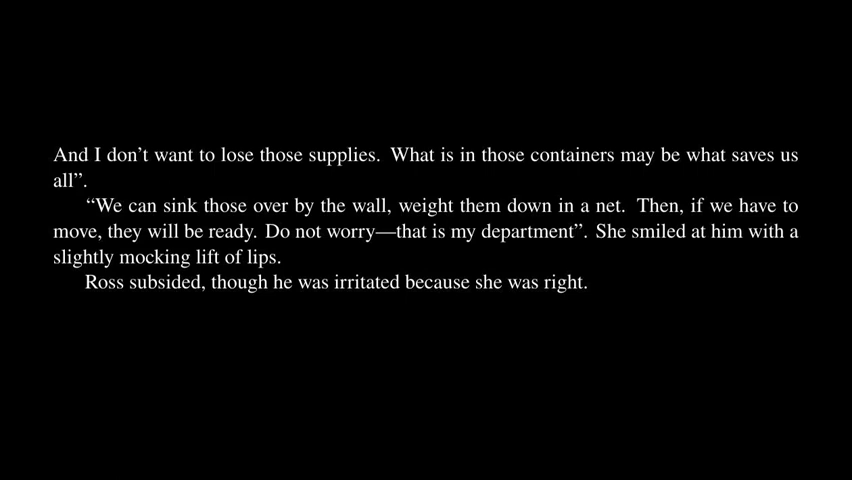 And I don’t want to lose those supplies. What is in those containers may be what saves us
all”.
“We can sink those over by the wall, weight them down in a net. Then, if we have to
move, they will be ready. Do not worry—that is my department”. She smiled at him with a
slightly mocking lift of lips.
Ross subsided, though he was irritated because she was right.